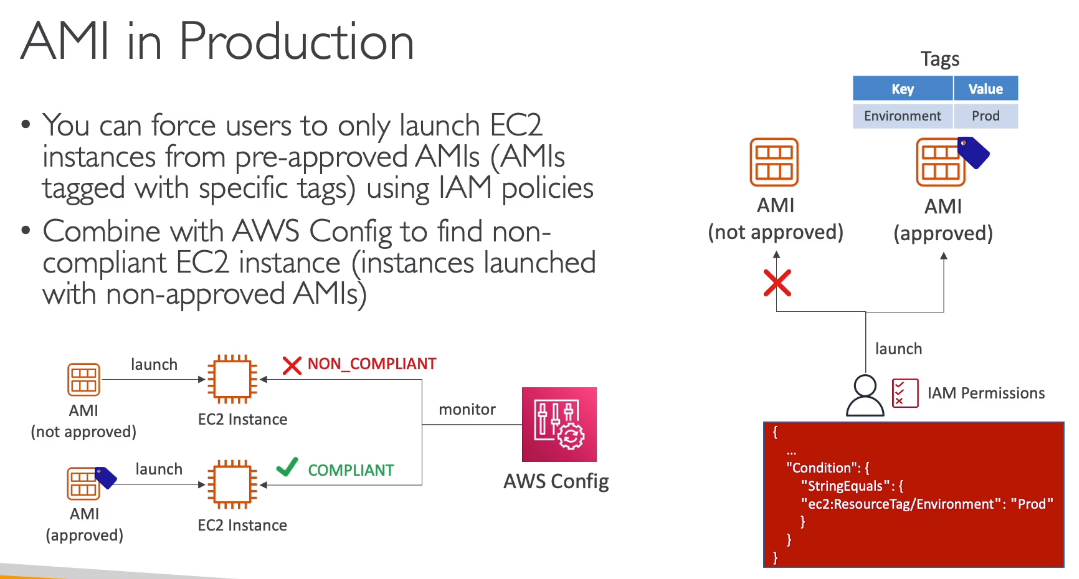 AMI in Production
• You can force users to only launch EC2
instances from pre-approved AMIs (AMIs
tagged with specific tags) using IAM policies
• Combine with AWS Config to find non-
compliant EC2 instance (instances launched
with non-approved AMIs)
launch
NON_COMPLIANT
AMI
(not approved)
EC2 Instance
monitor
launch
COMPLIANT
AMI
(approved)
EC2 Instance
AWS Config
Tags
Key Value
Environment Prod
AMI
(not approved)
AMI
(approved)
launch
IAM Permissions
{
...
"Condition": {
"StringEquals": {
"ec2:ResourceTag/Environment": "Prod"
}
}
}